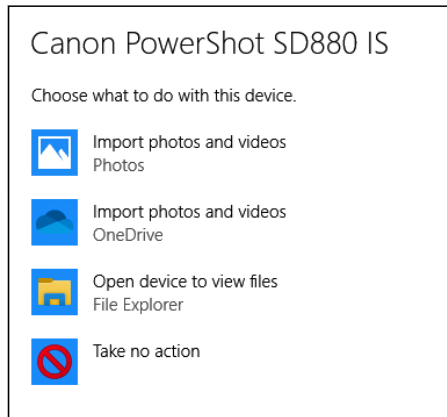 Canon PowerShot SD880 IS
Choose what to do with this device.
Import photos and videos
Photos
Import photos and videos
OneDrive
Open device to view files
File Explorer
Take no action